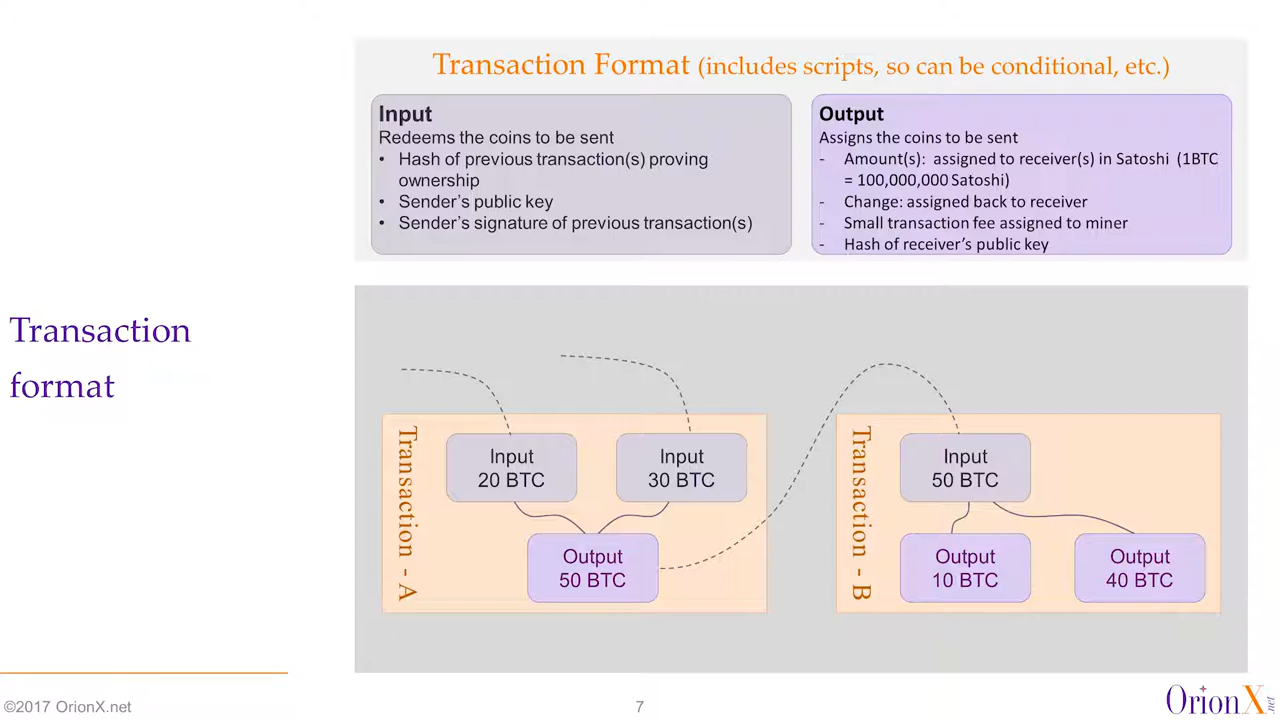 Transaction Format (includes scripts, so can be conditional, etc.)
Input
Redeems the coins to be sent
• Hash of previous transaction(s) proving
ownership
• Sender's public key
• Sender's signature of previous transaction(s)
Output
Assigns the coins to be sent
- Amount(s): assigned to receiver(s) in Satoshi (1BTC
= 100,000,000 Satoshi)
- Change: assigned back to receiver
- Small transaction fee assigned to miner
- Hash of receiver's public key
Transaction
format
Transaction - A
Input
20 BTC
Input
30 BTC
Output
50 BTC
Transaction - B
Input
50 BTC
Output
10 BTC
Output
40 BTC
©2017 OrionX.net
7
OrionX.net